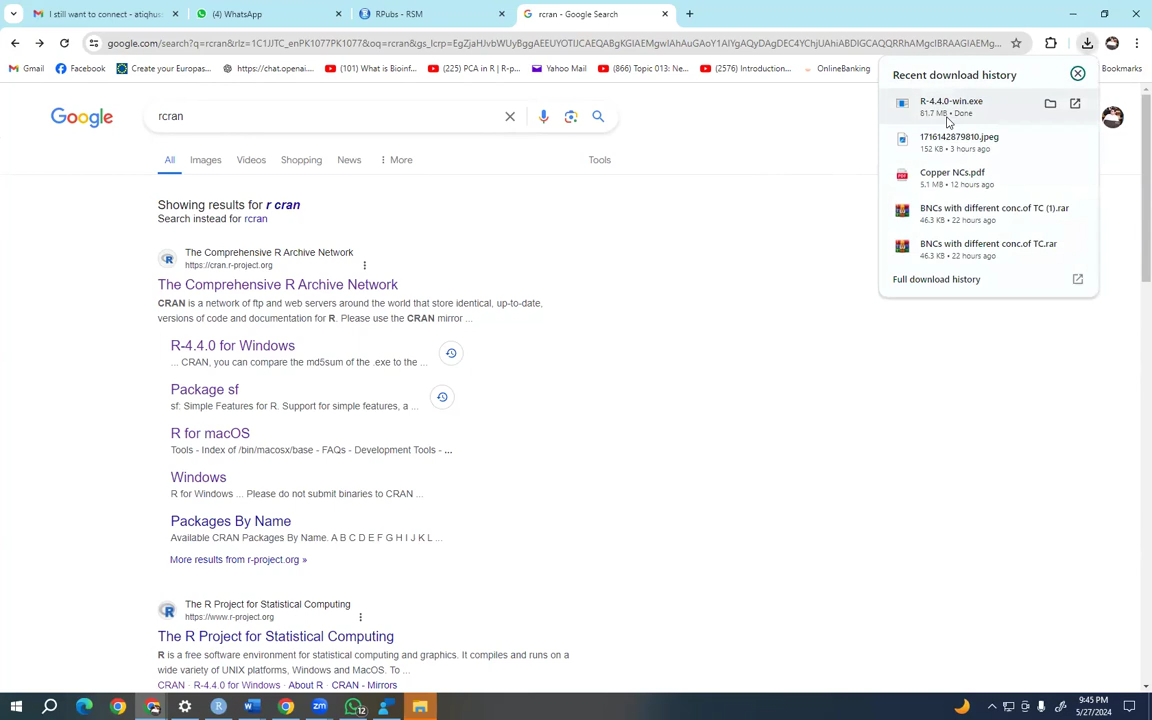 I still want to connect - atiqhus
WhatsApp
RPubs - RSM
rcran - Google Search
google.com/search?q=rcran&rlz=1C1JJTC_enPK1077PK1077&oq=rcran&gs_lcrp=
Gmail
Facebook
Create your Europas...
https://chat.openai....
(101) What is Bioinf...
(225) PCA in R | R-p...
Yahoo Mail
(866) Topic 013: Ne...
(2576) Introduction...
OnlineBanking
Bookmarks
Recent download history
R-4.4.0-win.exe
81.7 MB • Done
1716142879810.jpeg
152 KB • 3 hours ago
Copper NCs.pdf
5.1 MB • 12 hours ago
BNCs with different conc.of TC (1).rar
46.3 KB • 22 hours ago
BNCs with different conc.of TC.rar
46.3 KB • 22 hours ago
Full download history
Google
rcran
All
Images
Videos
Shopping
News
More
Tools
Showing results for r cran
Search instead for rcran
The Comprehensive R Archive Network
https://cran.r-project.org
The Comprehensive R Archive Network
CRAN is a network of ftp and web servers around the world that store identical, up-to-date,
versions of code and documentation for R. Please use the CRAN mirror ...
R-4.4.0 for Windows
... CRAN, you can compare the md5sum of the .exe to the ...
Package sf
sf: Simple Features for R. Support for simple features, a ...
R for macOS
Tools - Index of /bin/macosx/base - FAQs - Development Tools - ...
Windows
R for Windows ... Please do not submit binaries to CRAN ...
Packages By Name
Available CRAN Packages By Name. A B C D E F G H I J K L ...
More results from r-project.org »
The R Project for Statistical Computing
https://www.r-project.org
The R Project for Statistical Computing
R is a free software environment for statistical computing and graphics. It compiles and runs on a
wide variety of UNIX platforms, Windows and MacOS. To ...
CRAN · R-4.4.0 for Windows · About R · CRAN - Mirrors
12
9:45 PM
5/27/2024